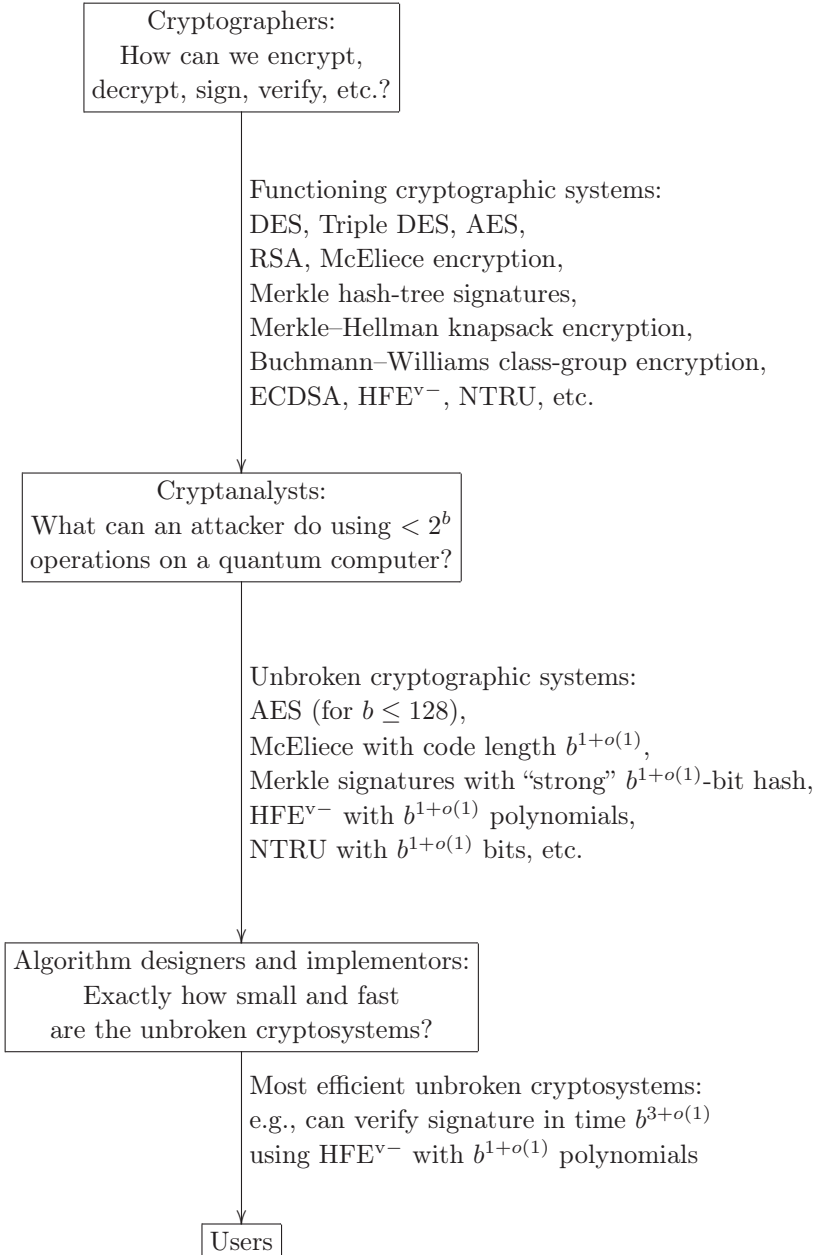 Cryptographers:
How can we encrypt,
decrypt, sign, verify, etc.?
Functioning cryptographic systems:
DES, Triple DES, AES,
RSA, McEliece encryption,
Merkle hash-tree signatures,
Merkle–Hellman knapsack encryption,
Buchmann–Williams class-group encryption,
ECDSA, HFE^{v−}, NTRU, etc.
Cryptanalysts:
What can an attacker do using < 2^b
operations on a quantum computer?
Unbroken cryptographic systems:
AES (for b ≤ 128),
McEliece with code length b^{1+o(1)},
Merkle signatures with “strong” b^{1+o(1)}-bit hash,
HFE^{v−} with b^{1+o(1)} polynomials,
NTRU with b^{1+o(1)} bits, etc.
Algorithm designers and implementors:
Exactly how small and fast
are the unbroken cryptosystems?
Most efficient unbroken cryptosystems:
e.g., can verify signature in time b^{3+o(1)}
using HFE^{v−} with b^{1+o(1)} polynomials
Users